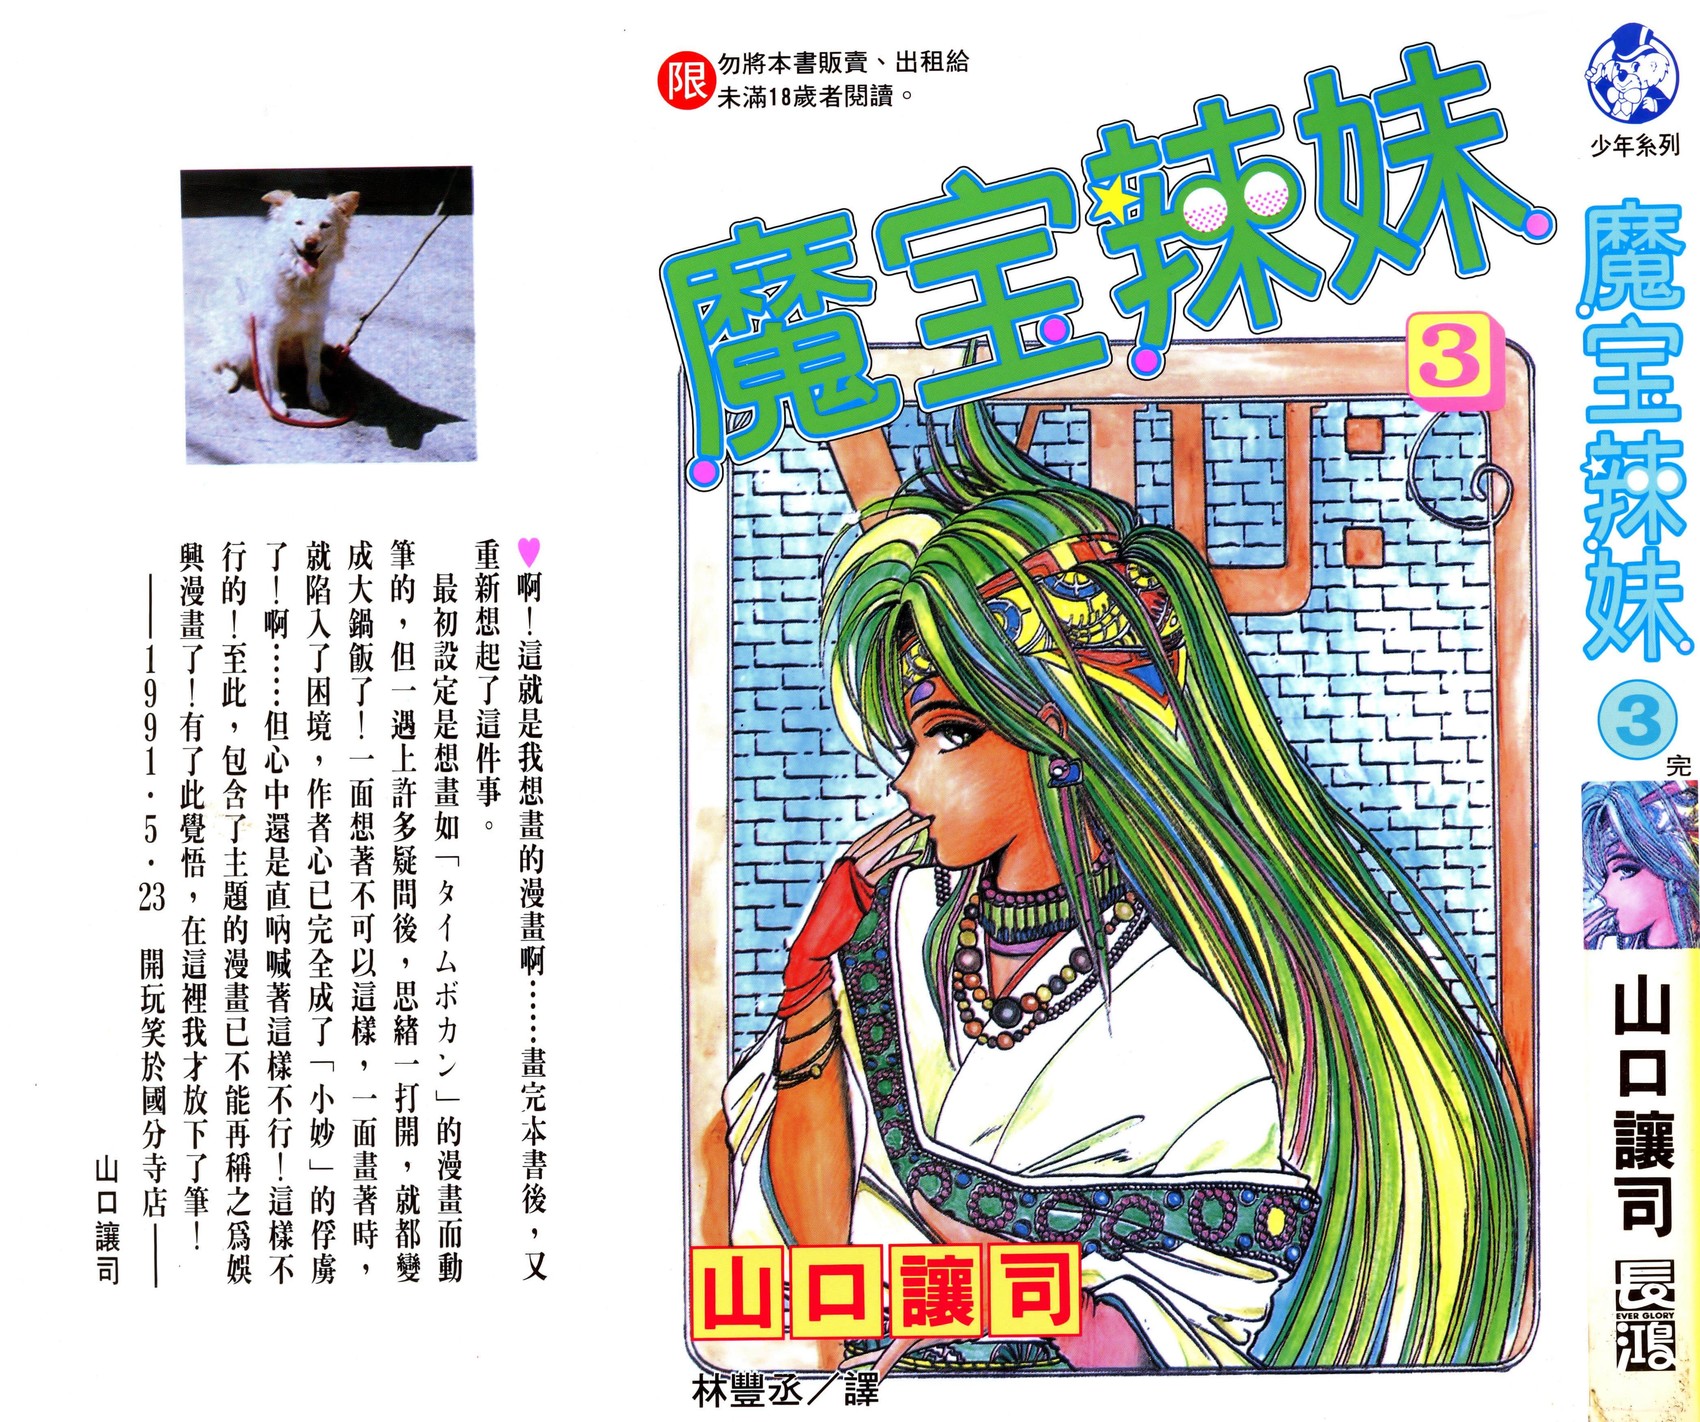 限
勿將本書販賣、出租給
未滿18歲者閱讀。
魔宝辣妹
3
山口讓司
林豐丞／譯
少年系列
魔宝辣妹
3
完
山口讓司
長鴻
EVER GLORY
♥啊！這就是我想畫的漫畫啊……畫完本書後，又
重新想起了這件事。
最初設定是想畫如「タイムボカン」的漫畫而動
筆的，但一遇上許多疑問後，思緒一打開，就都變
成大鍋飯了！一面想著不可以這樣，一面畫著時，
就陷入了困境，作者心已完全成了「小妙」的俘虜
了！啊……但心中還是直吶喊著這樣不行！這樣不
行的！至此，包含了主題的漫畫已不能再稱之爲娛
興漫畫了！有了此覺悟，在這裡我才放下了筆！
——1991．5．23 開玩笑於國分寺店——
山口讓司